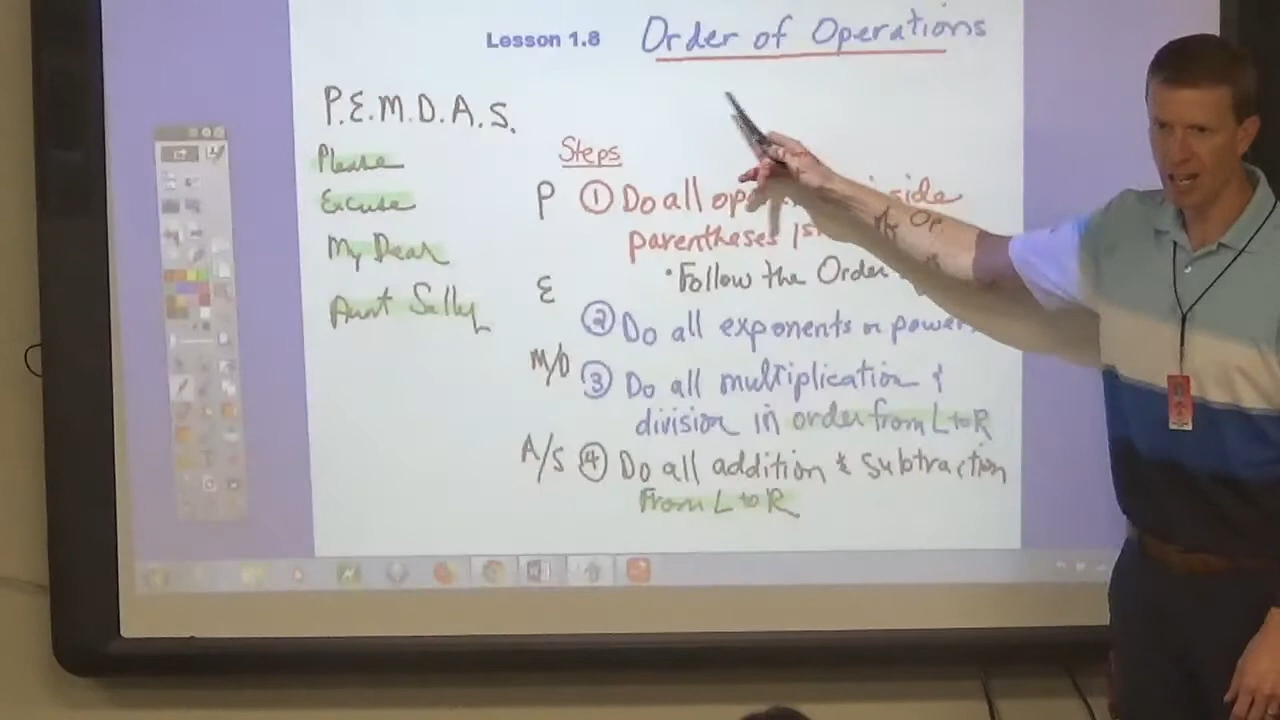 Lesson 1.8 Order of Operations
P.E.M.D.A.S.
Please
Excuse
My Dear
Aunt Sally
Steps
P ① Do all inside
parentheses 1st
E • Follow the Order
② Do all exponents or powers
M/D ③ Do all multiplication &
division in order from L to R
A/S ④ Do all addition & Subtraction
From L to R